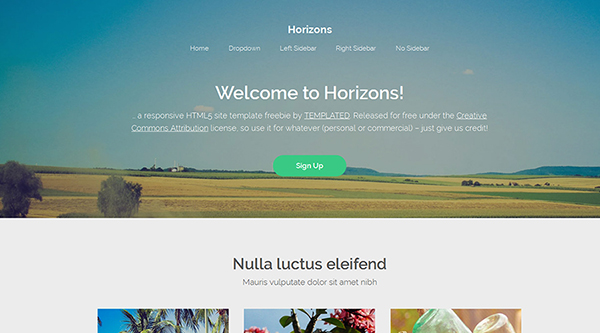 Horizons
Home Dropdown Left Sidebar Right Sidebar No Sidebar
Welcome to Horizons!
... a responsive HTML5 site template freebie by TEMPLATED. Released for free under the Creative
Commons Attribution license, so use it for whatever (personal or commercial) – just give us credit!
Sign Up
Nulla luctus eleifend
Mauris vulputate dolor sit amet nibh